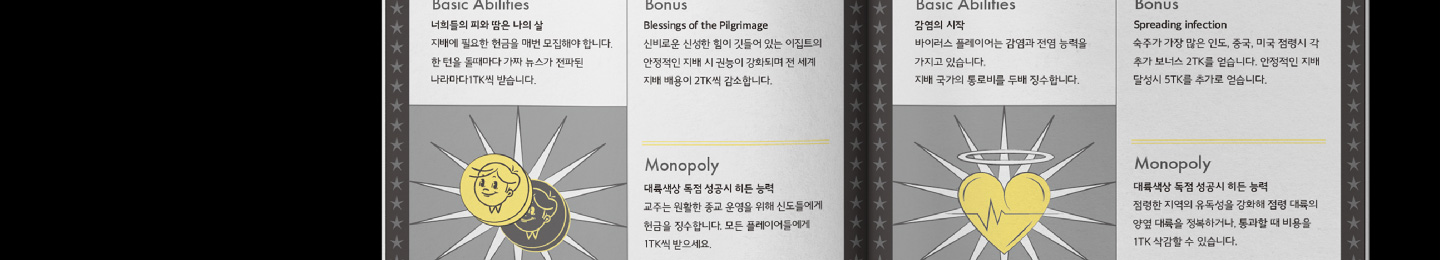 Basic Abilities
너희들의 피와 땀은 나의 살
지배에 필요한 현금을 매번 모집해야 합니다.
한 턴을 돌때마다 가짜 뉴스가 전파된
나라마다1TK씩 받습니다.
Bonus
Blessings of the Pilgrimage
신비로운 신성한 힘이 깃들어 있는 이집트의
안정적인 지배 시 권능이 강화되며 전 세계
지배 배용이 2TK씩 감소합니다.
Monopoly
대륙색상 독점 성공시 히든 능력
교주는 원활한 종교 운영을 위해 신도들에게
헌금을 징수합니다. 모든 플레이어들에게
1TK씩 받으세요.
Basic Abilities
감염의 시작
바이러스 플레이어는 감염과 전염 능력을
가지고 있습니다.
지배 국가의 통로비를 두배 징수합니다.
Bonus
Spreading infection
숙주가 가장 많은 인도, 중국, 미국 점령시 각
추가 보너스 2TK를 얻습니다. 안정적인 지배
달성시 5TK를 추가로 얻습니다.
Monopoly
대륙색상 독점 성공시 히든 능력
점령한 지역의 유독성을 강화해 점령 대륙의
양옆 대륙을 정복하거나, 통과할 때 비용을
1TK 삭감할 수 있습니다.